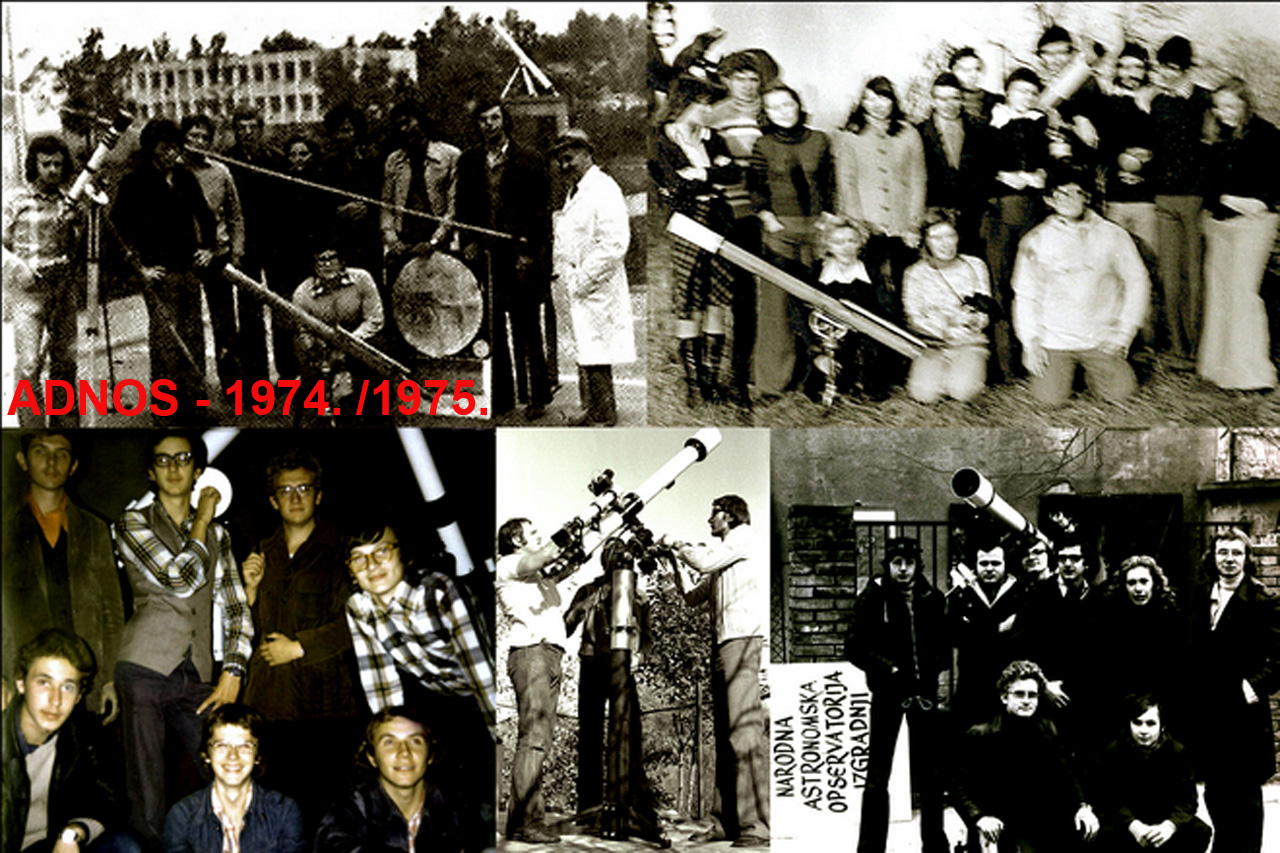 ADNOS - 1974. /1975.
NARODNA
ASTRONOMSKA
OPSERVATORIJA
IZGRADNJI